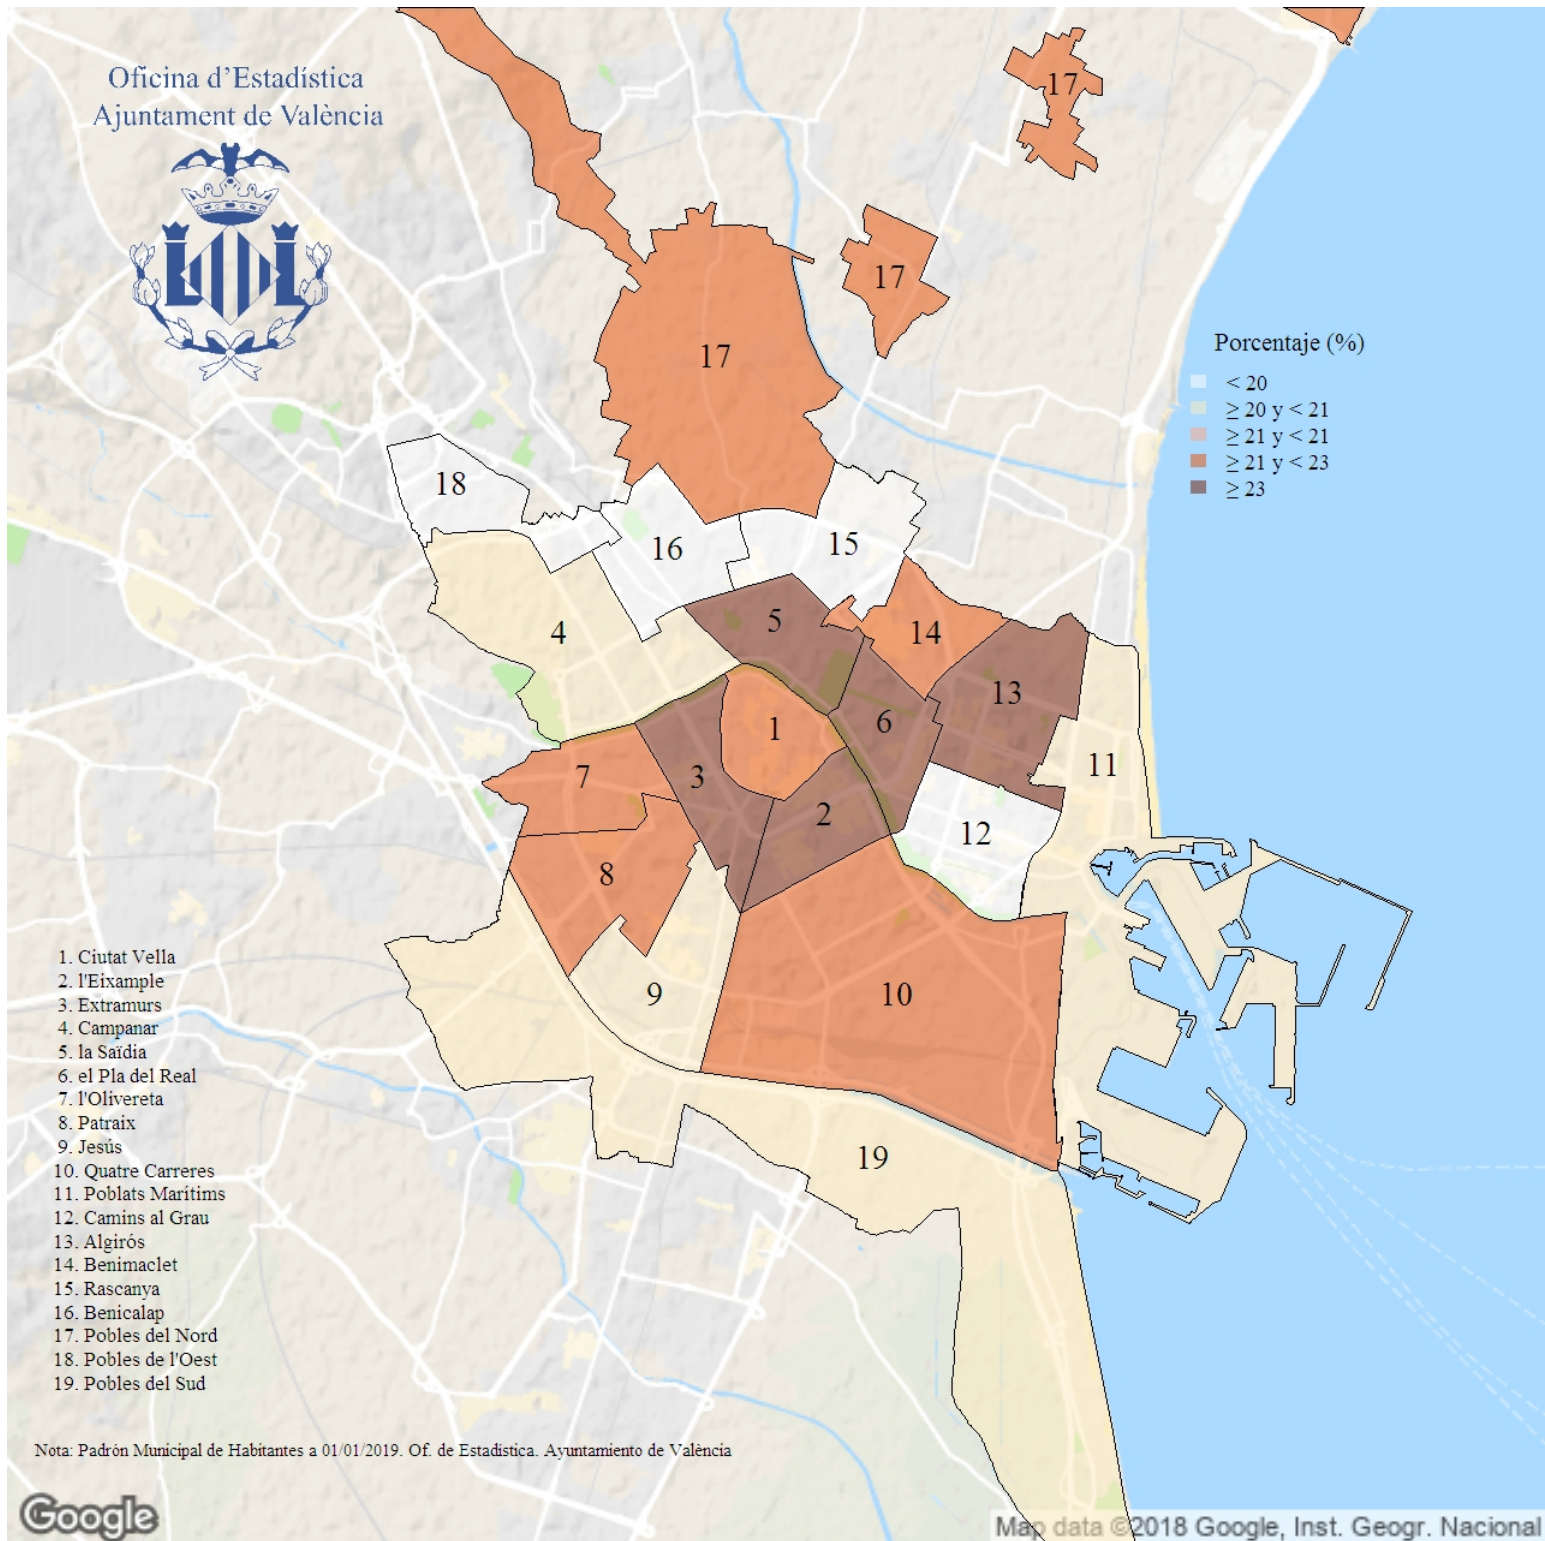 Oficina d'Estadística
Ajuntament de València
17
17
17
Porcentaje (%)
< 20
≥ 20 y < 21
≥ 21 y < 21
≥ 21 y < 23
≥ 23
18
16
15
5
4
14
13
6
1
11
7
3
2
12
8
9
10
19
1. Ciutat Vella
2. l'Eixample
3. Extramurs
4. Campanar
5. la Saïdia
6. el Pla del Real
7. l'Olivereta
8. Patraix
9. Jesús
10. Quatre Carreres
11. Poblats Marítims
12. Camins al Grau
13. Algirós
14. Benimaclet
15. Rascanya
16. Benicalap
17. Pobles del Nord
18. Pobles de l'Oest
19. Pobles del Sud
Nota: Padrón Municipal de Habitantes a 01/01/2019. Of. de Estadística. Ayuntamiento de València
Google
Map data ©2018 Google, Inst. Geogr. Nacional